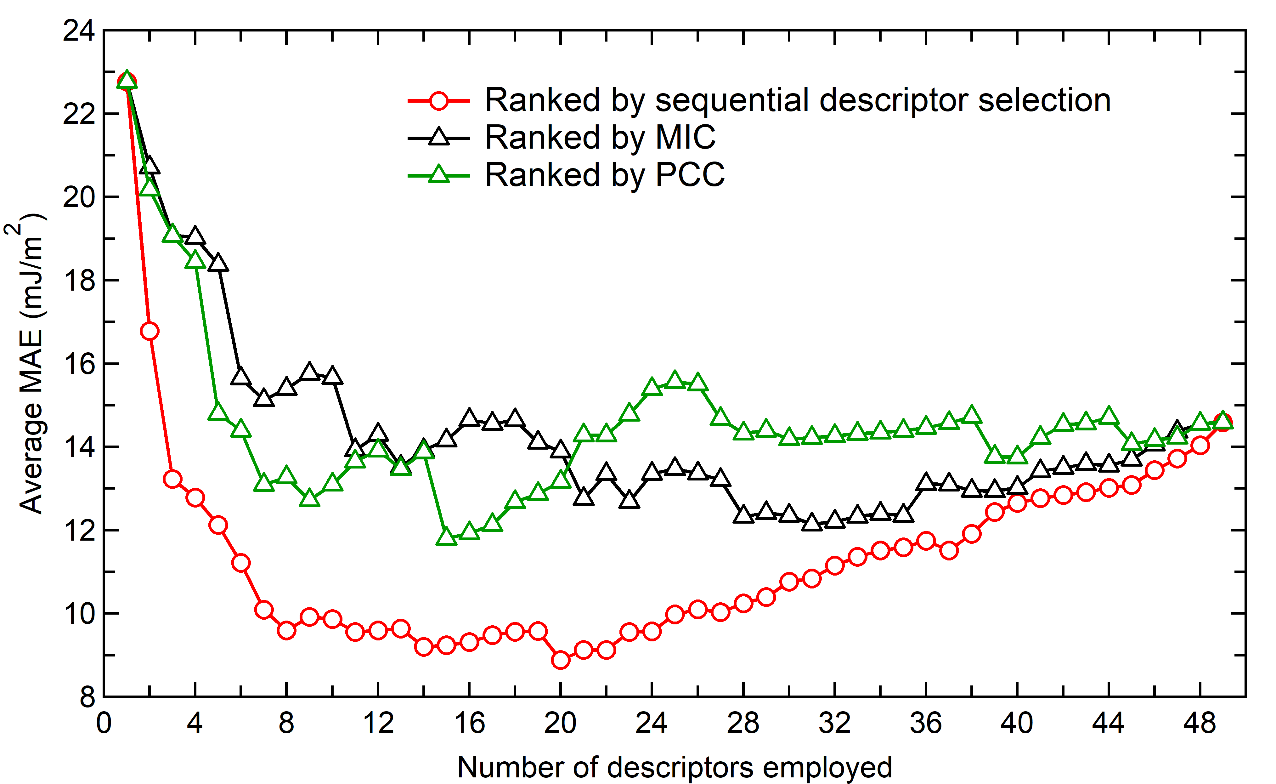 24
22
20
18
16
14
12
10
8
Average MAE (mJ/m²)
Ranked by sequential descriptor selection
Ranked by MIC
Ranked by PCC
0 4 8 12 16 20 24 28 32 36 40 44 48
Number of descriptors employed